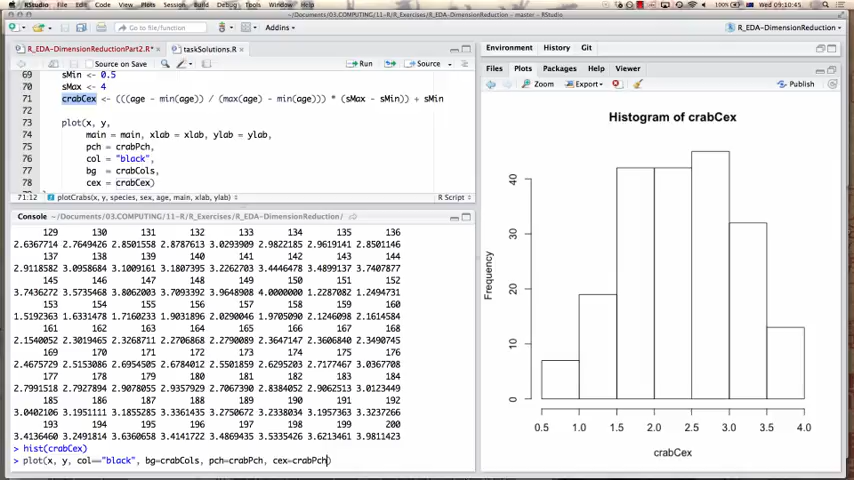 RStudio File Edit Code View Plots Session Build Debug Tools Window Help 09:10:45
~/Documents/03.COMPUTING/11-R/R_Exercises/R_EDA-DimensionReduction - master - RStudio
Go to file/function Addins R_EDA-DimensionReduction
R_EDA-DimensionReductionPart2.R* taskSolutions.R
Source on Save Run Source
69 sMin <- 0.5
70 sMax <- 4
71 crabCex <- (((age - min(age)) / (max(age) - min(age))) * (sMax - sMin)) + sMin
72
73 plot(x, y,
74 main = main, xlab = xlab, ylab = ylab,
75 pch = crabPch,
76 col = "black",
77 bg = crabCols,
78 cex = crabCex)
71:12 plotCrabs(x, y, species, sex, age, main, xlab, ylab) R Script
Console ~/Documents/03.COMPUTING/11-R/R_Exercises/R_EDA-DimensionReduction/
129 130 131 132 133 134 135 136
2.6367714 2.7649426 2.8501558 2.8787613 3.0293909 2.9822185 2.9619141 2.8501146
137 138 139 140 141 142 143 144
2.9118582 3.0958684 3.1009161 3.1807395 3.2262703 3.4446478 3.4899137 3.7407877
145 146 147 148 149 150 151 152
3.7436272 3.5735468 3.8062003 3.7093392 3.9648908 4.0000000 1.2287082 1.2494731
153 154 155 156 157 158 159 160
1.5192363 1.6331478 1.7160233 1.9031896 2.0290046 1.9705090 2.1246098 2.1614584
161 162 163 164 165 166 167 168
2.1540052 2.3019465 2.3268711 2.2706868 2.2790089 2.3647147 2.3606840 2.3490745
169 170 171 172 173 174 175 176
2.4675729 2.5153086 2.6954505 2.6784012 2.5501859 2.6295203 2.7177467 3.0367708
177 178 179 180 181 182 183 184
2.7991518 2.7927894 2.9078055 2.9357929 2.7067390 2.8384052 2.9062513 3.0123449
185 186 187 188 189 190 191 192
3.0402106 3.1951111 3.1855285 3.3361435 3.2750672 3.2338034 3.1957363 3.3237266
193 194 195 196 197 198 199 200
3.4136460 3.2491814 3.6360658 3.4141722 3.4869435 3.5335426 3.6213461 3.9811423
> hist(crabCex)
> plot(x, y, col=="black", bg=crabCols, pch=crabPch, cex=crabPch)
Environment History Git
Files Plots Packages Help Viewer
Zoom Export Publish
Histogram of crabCex
Frequency
40
30
20
10
0
0.5 1.0 1.5 2.0 2.5 3.0 3.5 4.0
crabCex